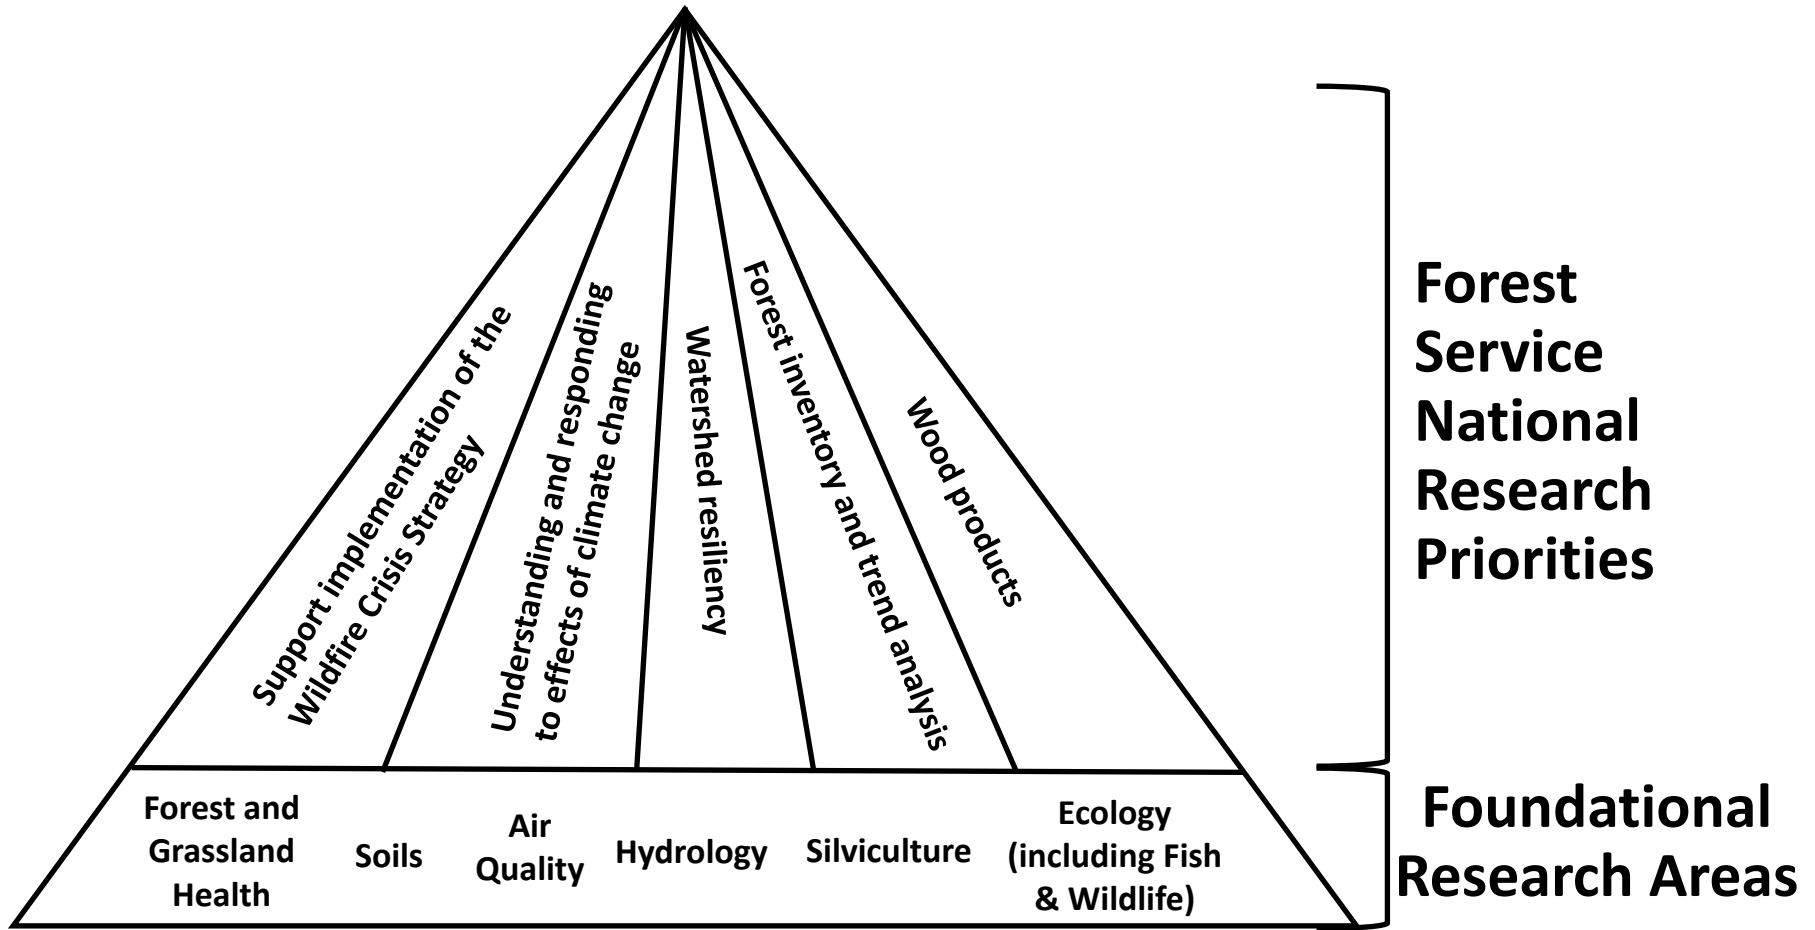 Support implementation of the
Wildfire Crisis Strategy
Understanding and responding
to effects of climate change
Watershed resiliency
Forest inventory and trend analysis
Wood products
Forest
Service
National
Research
Priorities
Forest and
Grassland
Health
Soils
Air
Quality
Hydrology
Silviculture
Ecology
(including Fish
& Wildlife)
Foundational
Research Areas